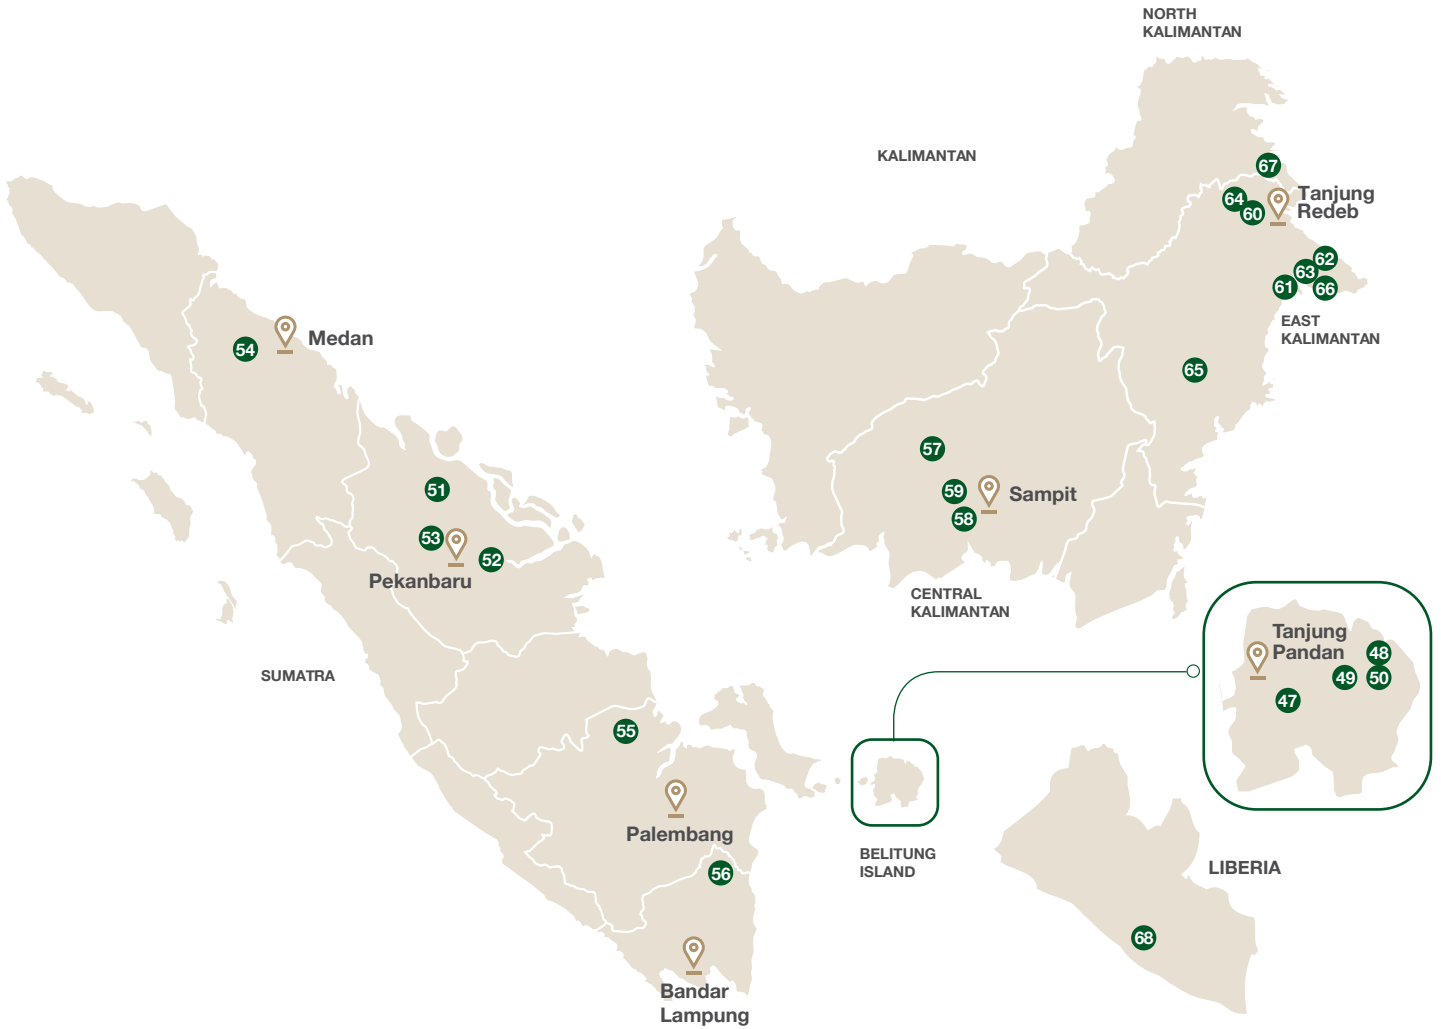 NORTH
KALIMANTAN
KALIMANTAN
67
64
60
Tanjung
Redeb
62
63
61
66
EAST
KALIMANTAN
65
54
Medan
57
59
58
Sampit
CENTRAL
KALIMANTAN
51
53
52
Pekanbaru
SUMATRA
55
Palembang
56
Bandar
Lampung
BELITUNG
ISLAND
Tanjung
Pandan
48
49
50
47
LIBERIA
68